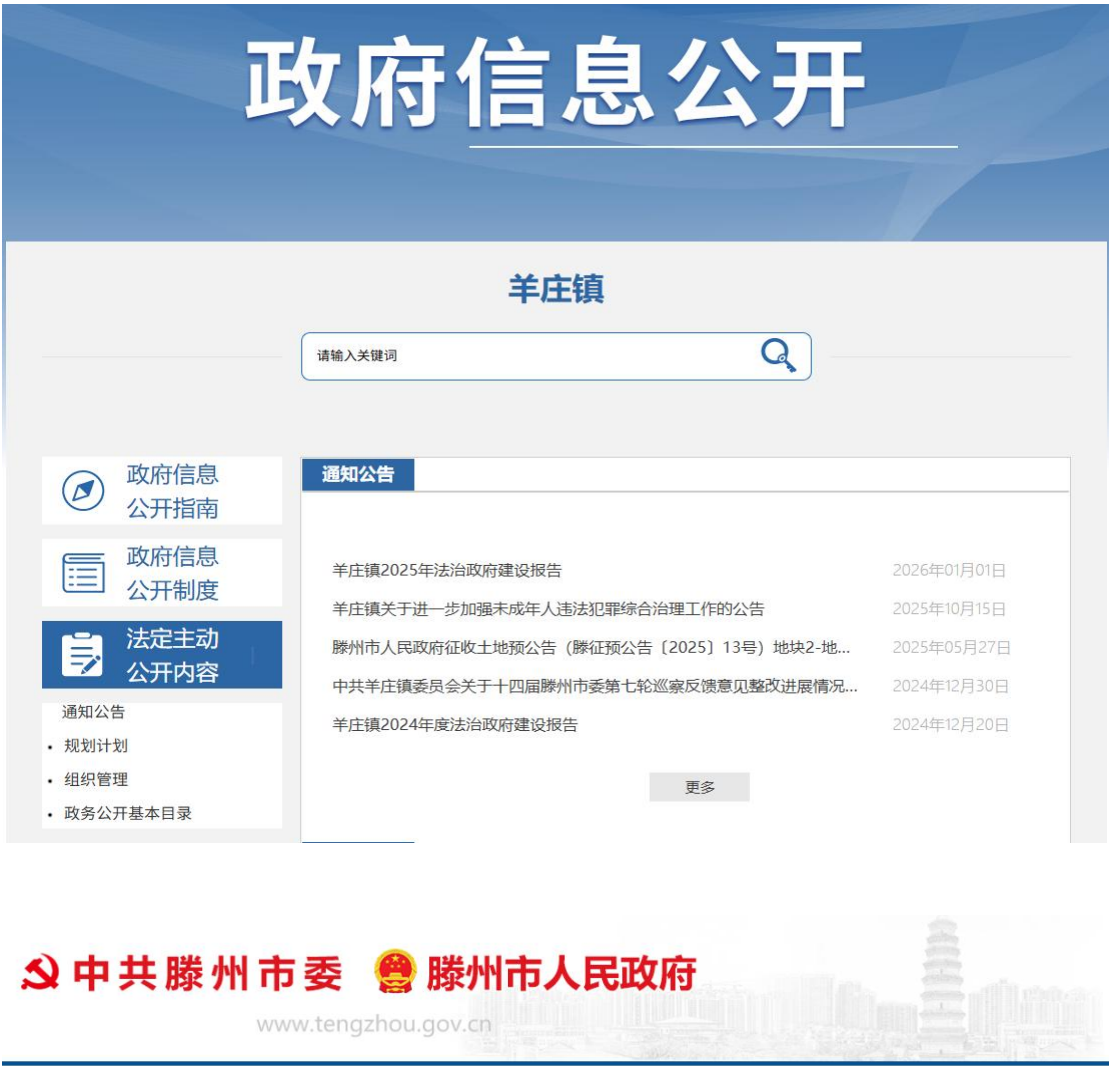 政府信息公开
羊庄镇
请输入关键词
政府信息
公开指南
政府信息
公开制度
法定主动
公开内容
通知公告
• 规划计划
• 组织管理
• 政务公开基本目录
通知公告
羊庄镇2025年法治政府建设报告 2026年01月01日
羊庄镇关于进一步加强未成年人违法犯罪综合治理工作的公告 2025年10月15日
滕州市人民政府征收土地预公告（滕征预公告〔2025〕13号）地块2-地... 2025年05月27日
中共羊庄镇委员会关于十四届滕州市委第七轮巡察反馈意见整改进展情况... 2024年12月30日
羊庄镇2024年度法治政府建设报告 2024年12月20日
更多
中共滕州市委 滕州市人民政府
www.tengzhou.gov.cn